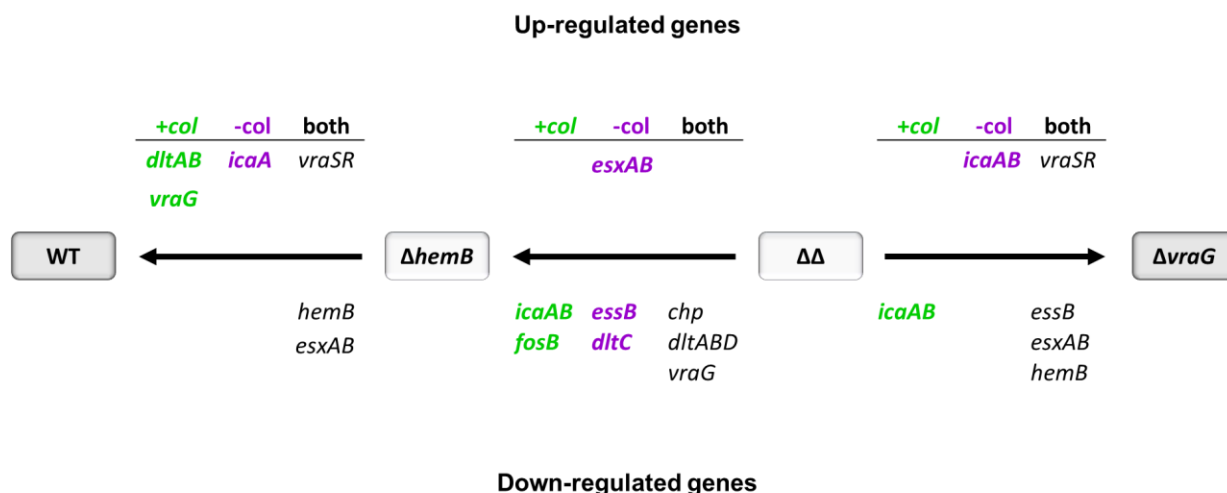 Up-regulated genes
+col -col both +col -col both +col -col both
dltAB icaA vraSR esxAB icaAB vraSR
vraG
WT ΔhemB ΔΔ ΔvraG
hemB icaAB essB chp icaAB essB
esxAB fosB dltC dltABD esxAB
vraG hemB
Down-regulated genes